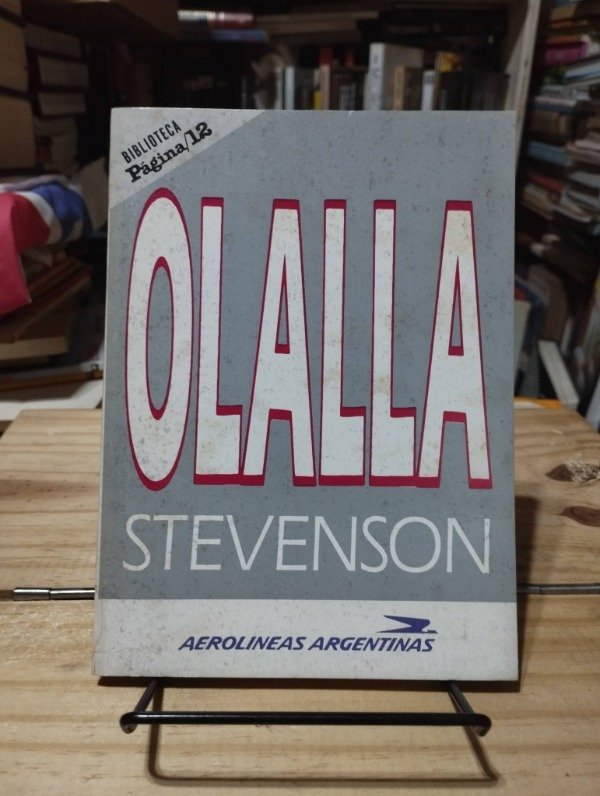 BIBLIOTECA
Página/12
OLALLA
STEVENSON
AEROLINEAS ARGENTINAS